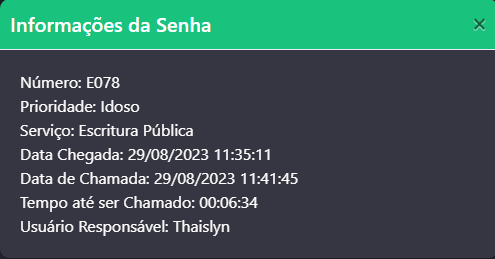 Informações da Senha
Número: E078
Prioridade: Idoso
Serviço: Escritura Pública
Data Chegada: 29/08/2023 11:35:11
Data de Chamada: 29/08/2023 11:41:45
Tempo até ser Chamado: 00:06:34
Usuário Responsável: Thaislyn